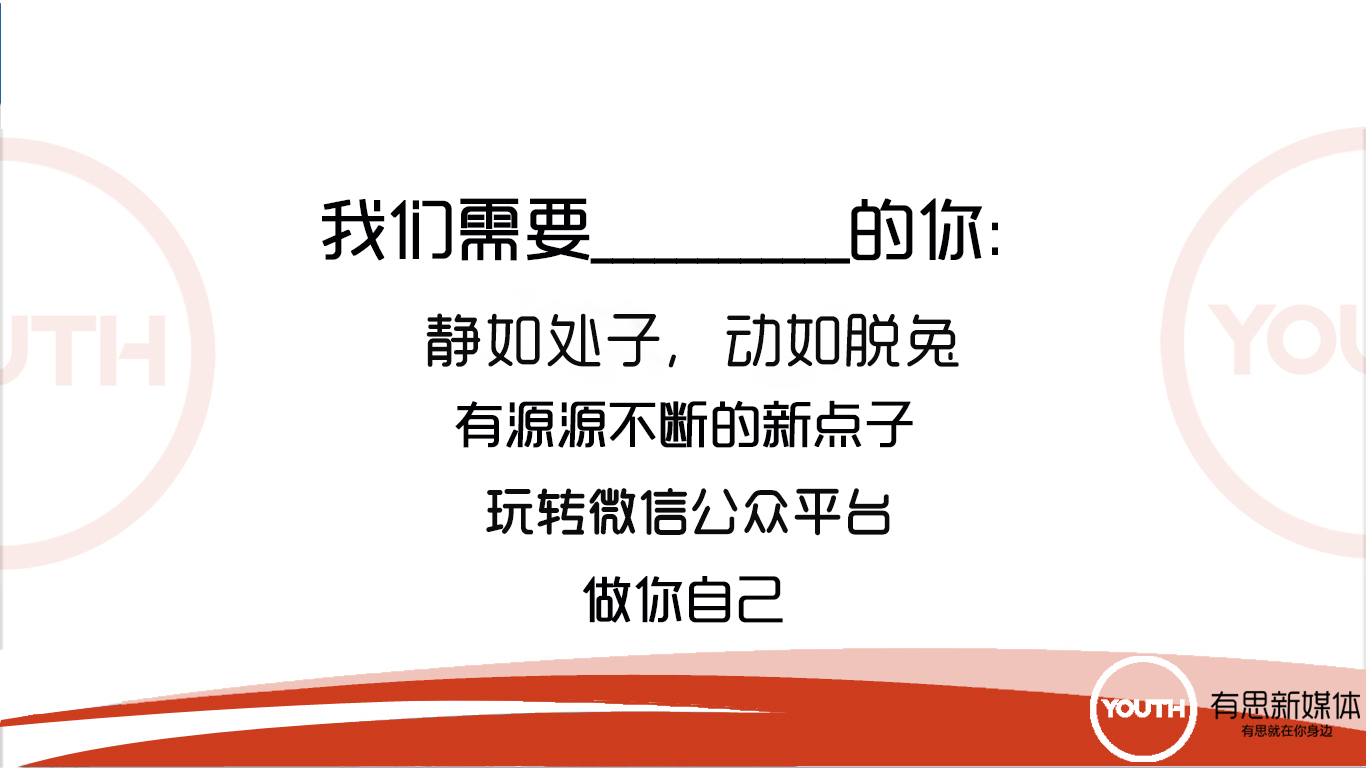 我们需要_________的你:
静如处子，动如脱兔
有源源不断的新点子
玩转微信公众平台
做你自己
UTH
YOU
YOUTH
有思新媒体
有思就在你身边